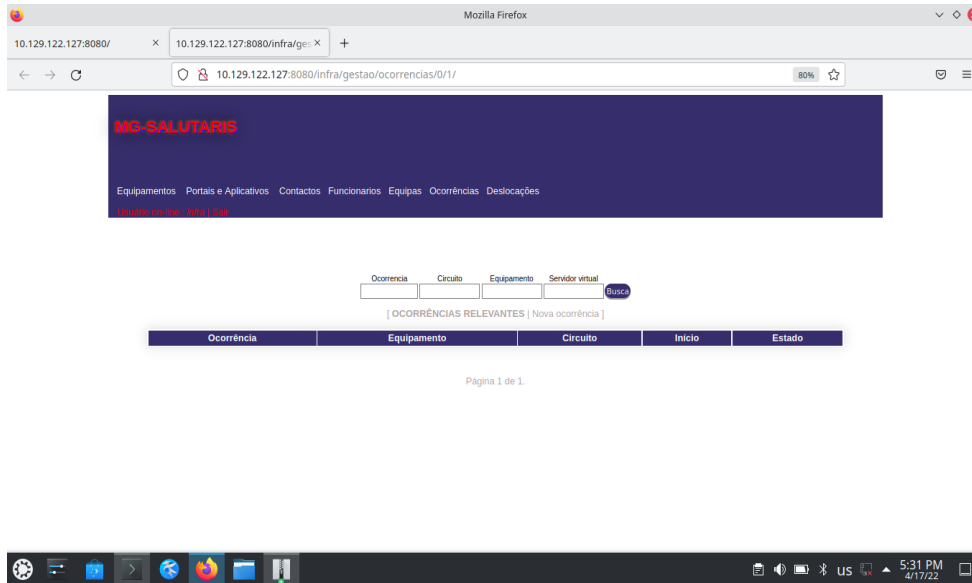 Mozilla Firefox
10.129.122.127:8080/
10.129.122.127:8080/infra/ges
10.129.122.127:8080/infra/gestao/ocorrencias/0/1/
80%
MG-SALUTARIS
Equipamentos Portais e Aplicativos Contactos Funcionarios Equipas Ocorrências Deslocações
Usuário on-line : Infra | Sair
Ocorrencia Circuito Equipamento Servidor virtual
Busca
[ OCORRÊNCIAS RELEVANTES | Nova ocorrência ]
Ocorrência Equipamento Circuito Início Estado
Página 1 de 1.
US
5:31 PM
4/17/22